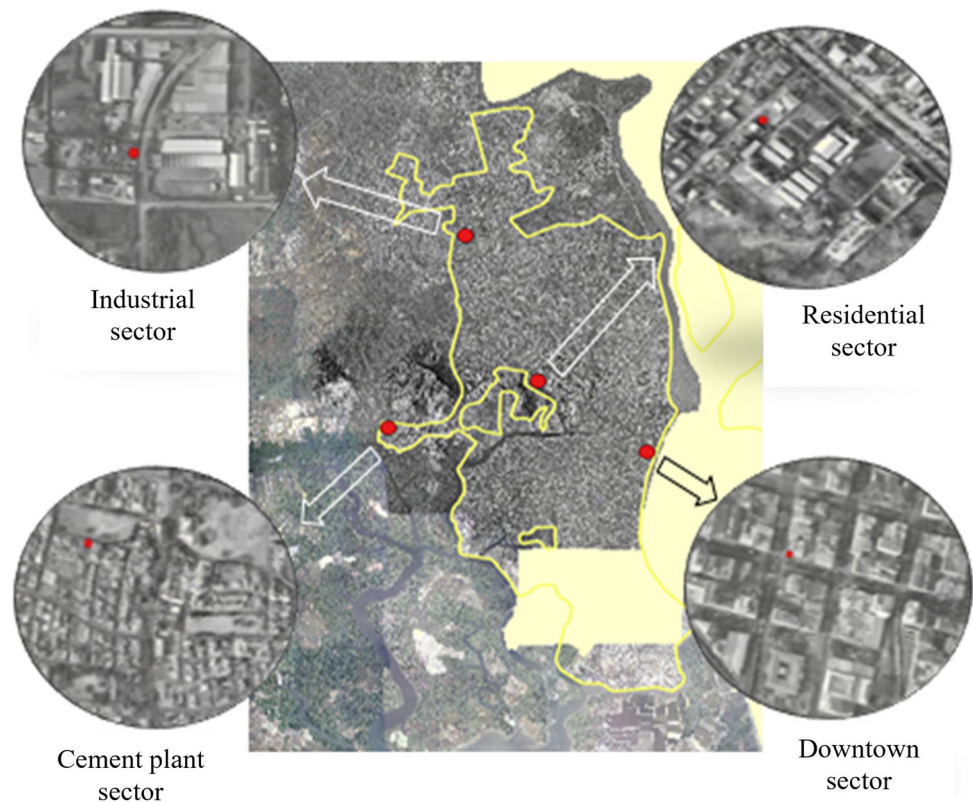 Industrial
sector
Residential
sector
Cement plant
sector
Downtown
sector